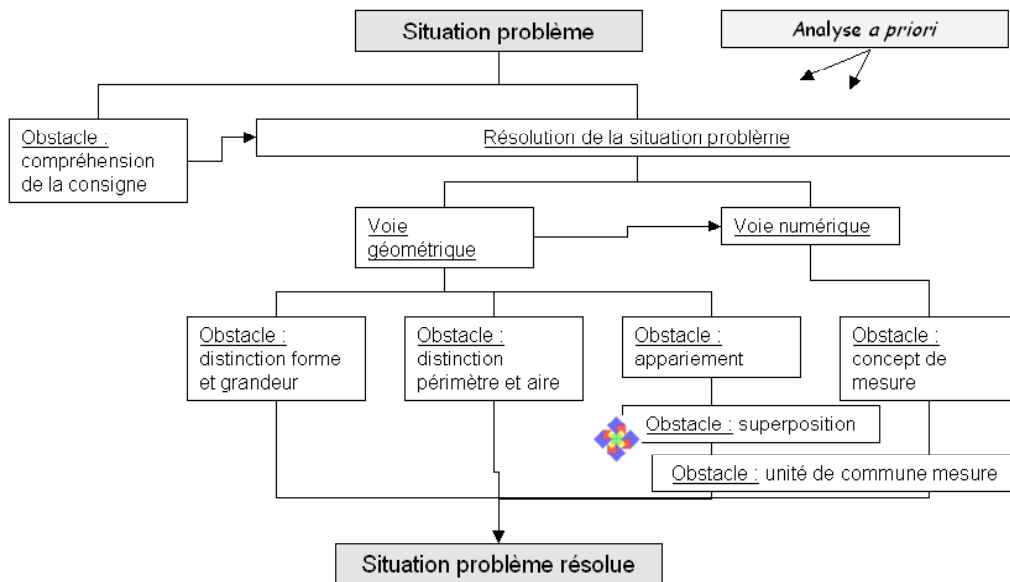 Situation problème
Analyse a priori
Obstacle :
compréhension
de la consigne
Résolution de la situation problème
Voie
géométrique
Voie numérique
Obstacle :
distinction forme
et grandeur
Obstacle :
distinction
périmètre et aire
Obstacle :
appariement
Obstacle :
concept de
mesure
Obstacle : superposition
Obstacle : unité de commune mesure
Situation problème résolue